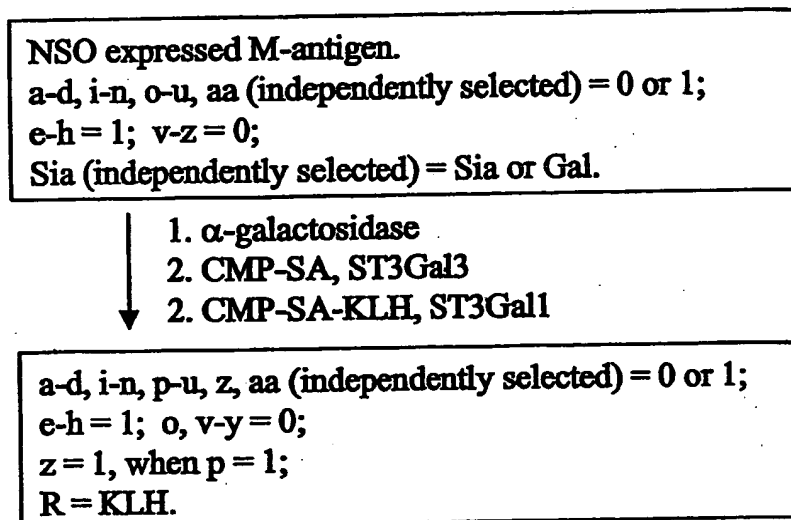 NSO expressed M-antigen.
a-d, i-n, o-u, aa (independently selected) = 0 or 1;
e-h = 1; v-z = 0;
Sia (independently selected) = Sia or Gal.
1. α-galactosidase
2. CMP-SA, ST3Gal3
2. CMP-SA-KLH, ST3Gal1
a-d, i-n, p-u, z, aa (independently selected) = 0 or 1;
e-h = 1; o, v-y = 0;
z = 1, when p = 1;
R = KLH.